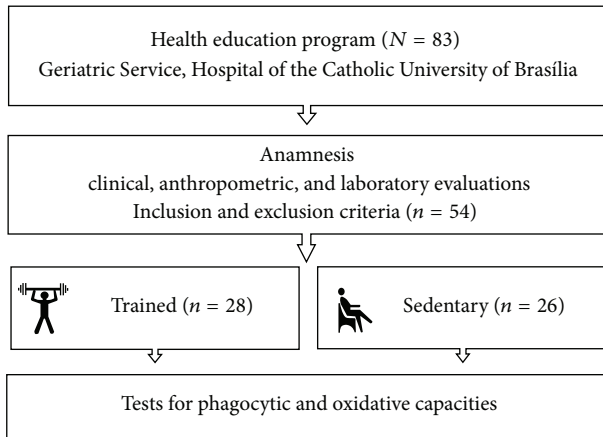 Health education program (N = 83)
Geriatric Service, Hospital of the Catholic University of Brasília
Anamnesis
clinical, anthropometric, and laboratory evaluations
Inclusion and exclusion criteria (n = 54)
Trained (n = 28)
Sedentary (n = 26)
Tests for phagocytic and oxidative capacities